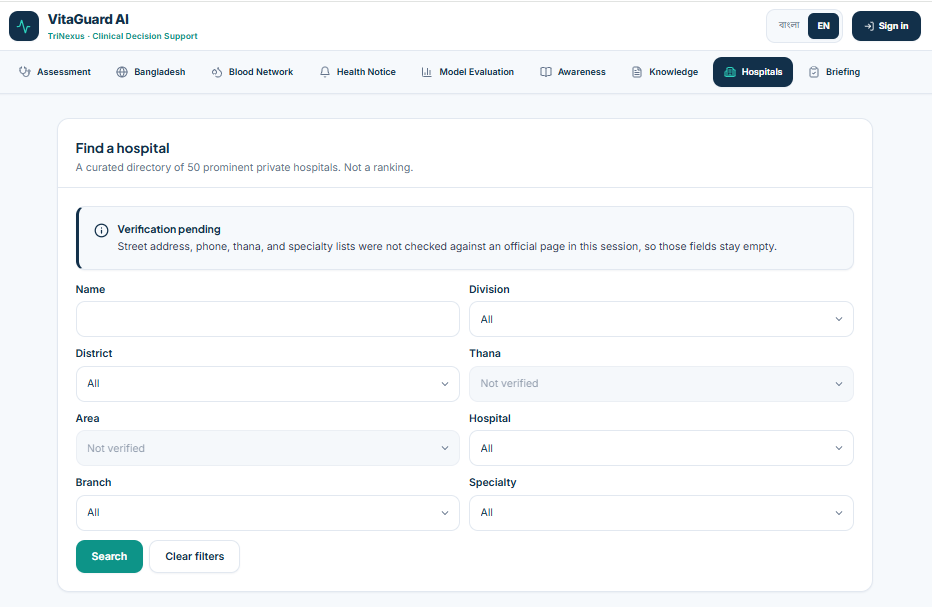 VitaGuard AI
TriNexus · Clinical Decision Support
বাংলা
EN
Sign in
Assessment
Bangladesh
Blood Network
Health Notice
Model Evaluation
Awareness
Knowledge
Hospitals
Briefing
Find a hospital
A curated directory of 50 prominent private hospitals. Not a ranking.
Verification pending
Street address, phone, thana, and specialty lists were not checked against an official page in this session, so those fields stay empty.
Name
Division
All
District
Thana
All
Not verified
Area
Hospital
Not verified
All
Branch
Specialty
All
All
Search
Clear filters